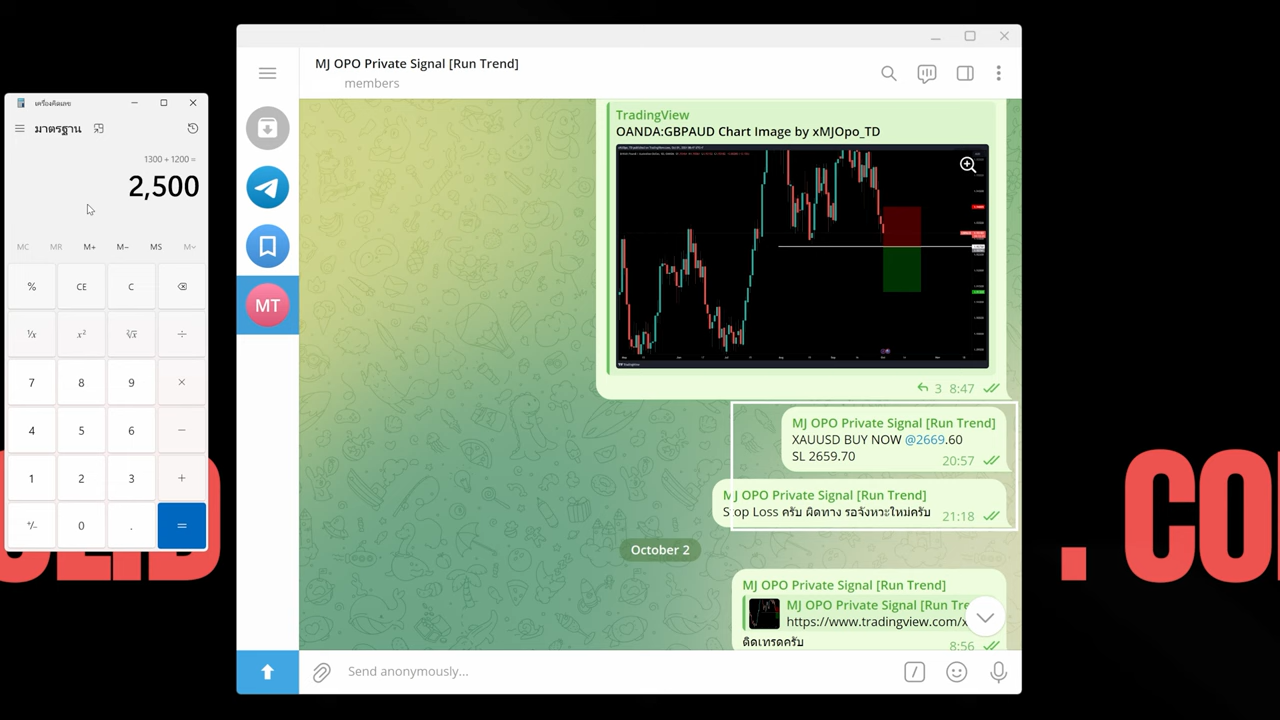 MJ OPO Private Signal [Run Trend]
members
เครื่องคิดเลข
มาตรฐาน
1300 + 1200 =
2,500
MC MR M+ M− MS M˅
% CE C
¹/x x² ²√x ÷
7 8 9 ×
4 5 6 −
1 2 3 +
+/− 0 . =
MT
TradingView
OANDA:GBPAUD Chart Image by xMJOpo_TD
3 8:47
MJ OPO Private Signal [Run Trend]
XAUUSD BUY NOW @2669.60
SL 2659.70
20:57
MJ OPO Private Signal [Run Trend]
Stop Loss ครับ ผิดทาง รอจังหวะใหม่ครับ
21:18
October 2
MJ OPO Private Signal [Run Trend]
MJ OPO Private Signal [Run Tre
https://www.tradingview.com/x
ติดเทรดครับ
8:56
Send anonymously...
. CO